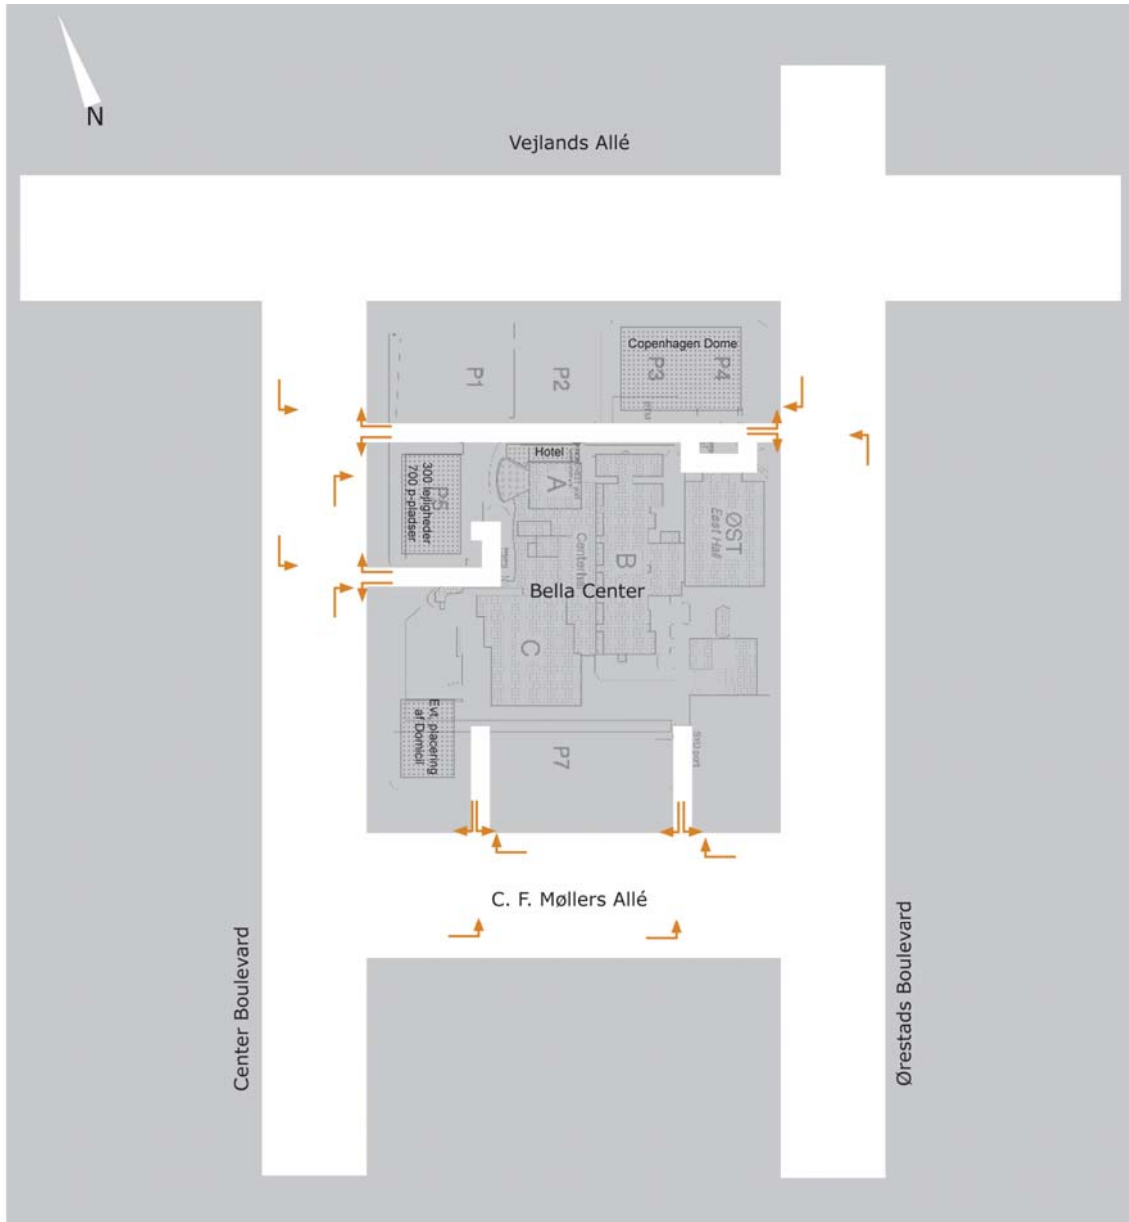 N
Vejlands Allé
Copenhagen Dome
P1
P2
P3
P4
Hotel
A
P5
300 lejligheder
700 p-pladser
ØST
East Hall
B
Bella Center
C
Evt. placering
af Domicil
P7
C. F. Møllers Allé
Center Boulevard
Ørestads Boulevard